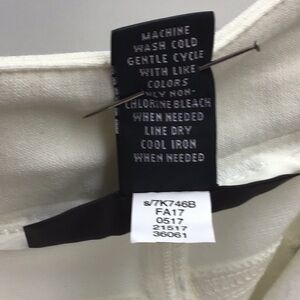 MACHINE
WASH COLD
GENTLE CYCLE
WITH LIKE
COLORS
ONLY NON-
CHLORINE BLEACH
WHEN NEEDED
LINE DRY
COOL IRON
WHEN NEEDED
s/7K746B
FA17
0517
21517
36061